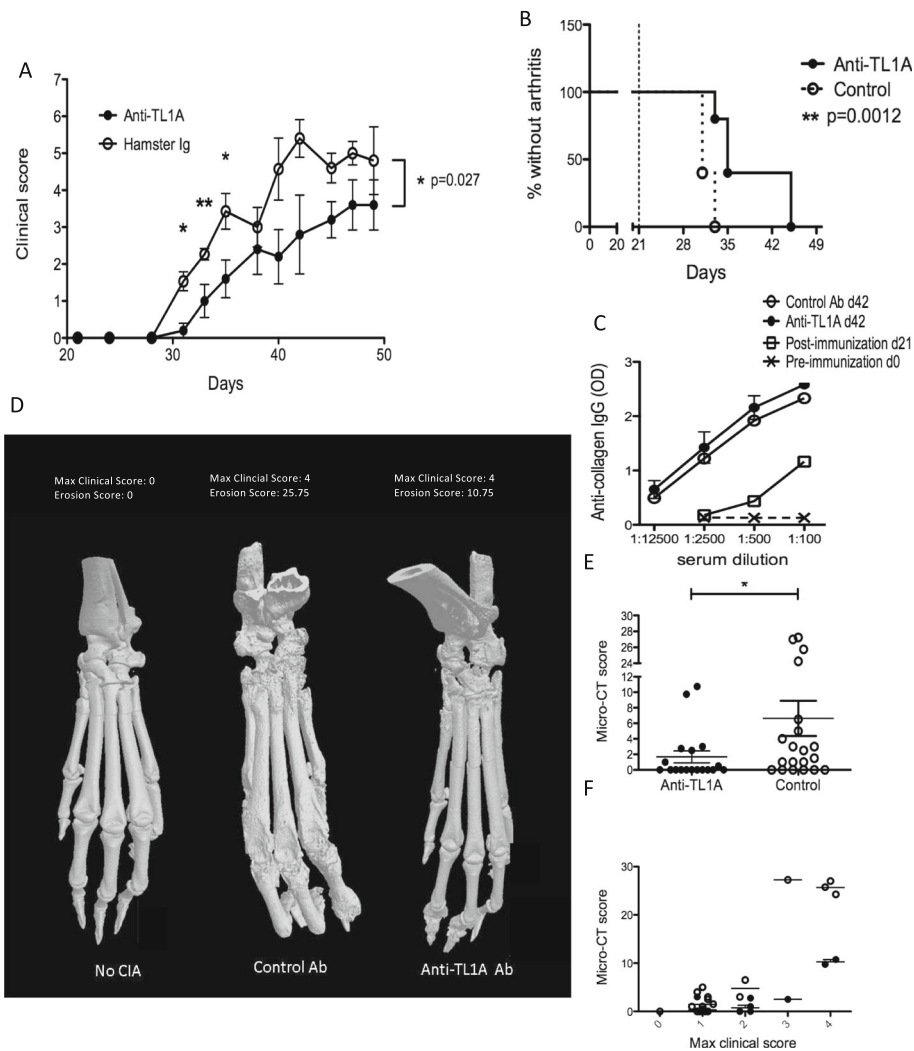 A
Clinical score
7
6
5
4
3
2
1
0
20
30
40
50
Days
Anti-TL1A
Hamster Ig
*
**
*
* p=0.027
B
% without arthritis
150
100
50
0
0
20
21
28
35
42
49
Days
Anti-TL1A
Control
** p=0.0012
C
Control Ab d42
Anti-TL1A d42
Post-immunization d21
Pre-immunization d0
Anti-collagen IgG (OD)
3
2
1
0
1:12500
1:2500
1:500
1:100
serum dilution
D
Max Clinical Score: 0
Erosion Score: 0
Max Clincial Score: 4
Erosion Score: 25.75
Max Clinical Score: 4
Erosion Score: 10.75
No CIA
Control Ab
Anti-TL1A Ab
E
*
Micro-CT score
30
28
26
24
12
10
8
6
4
2
0
Anti-TL1A
Control
F
Micro-CT score
30
20
10
0
0
1
2
3
4
Max clinical score